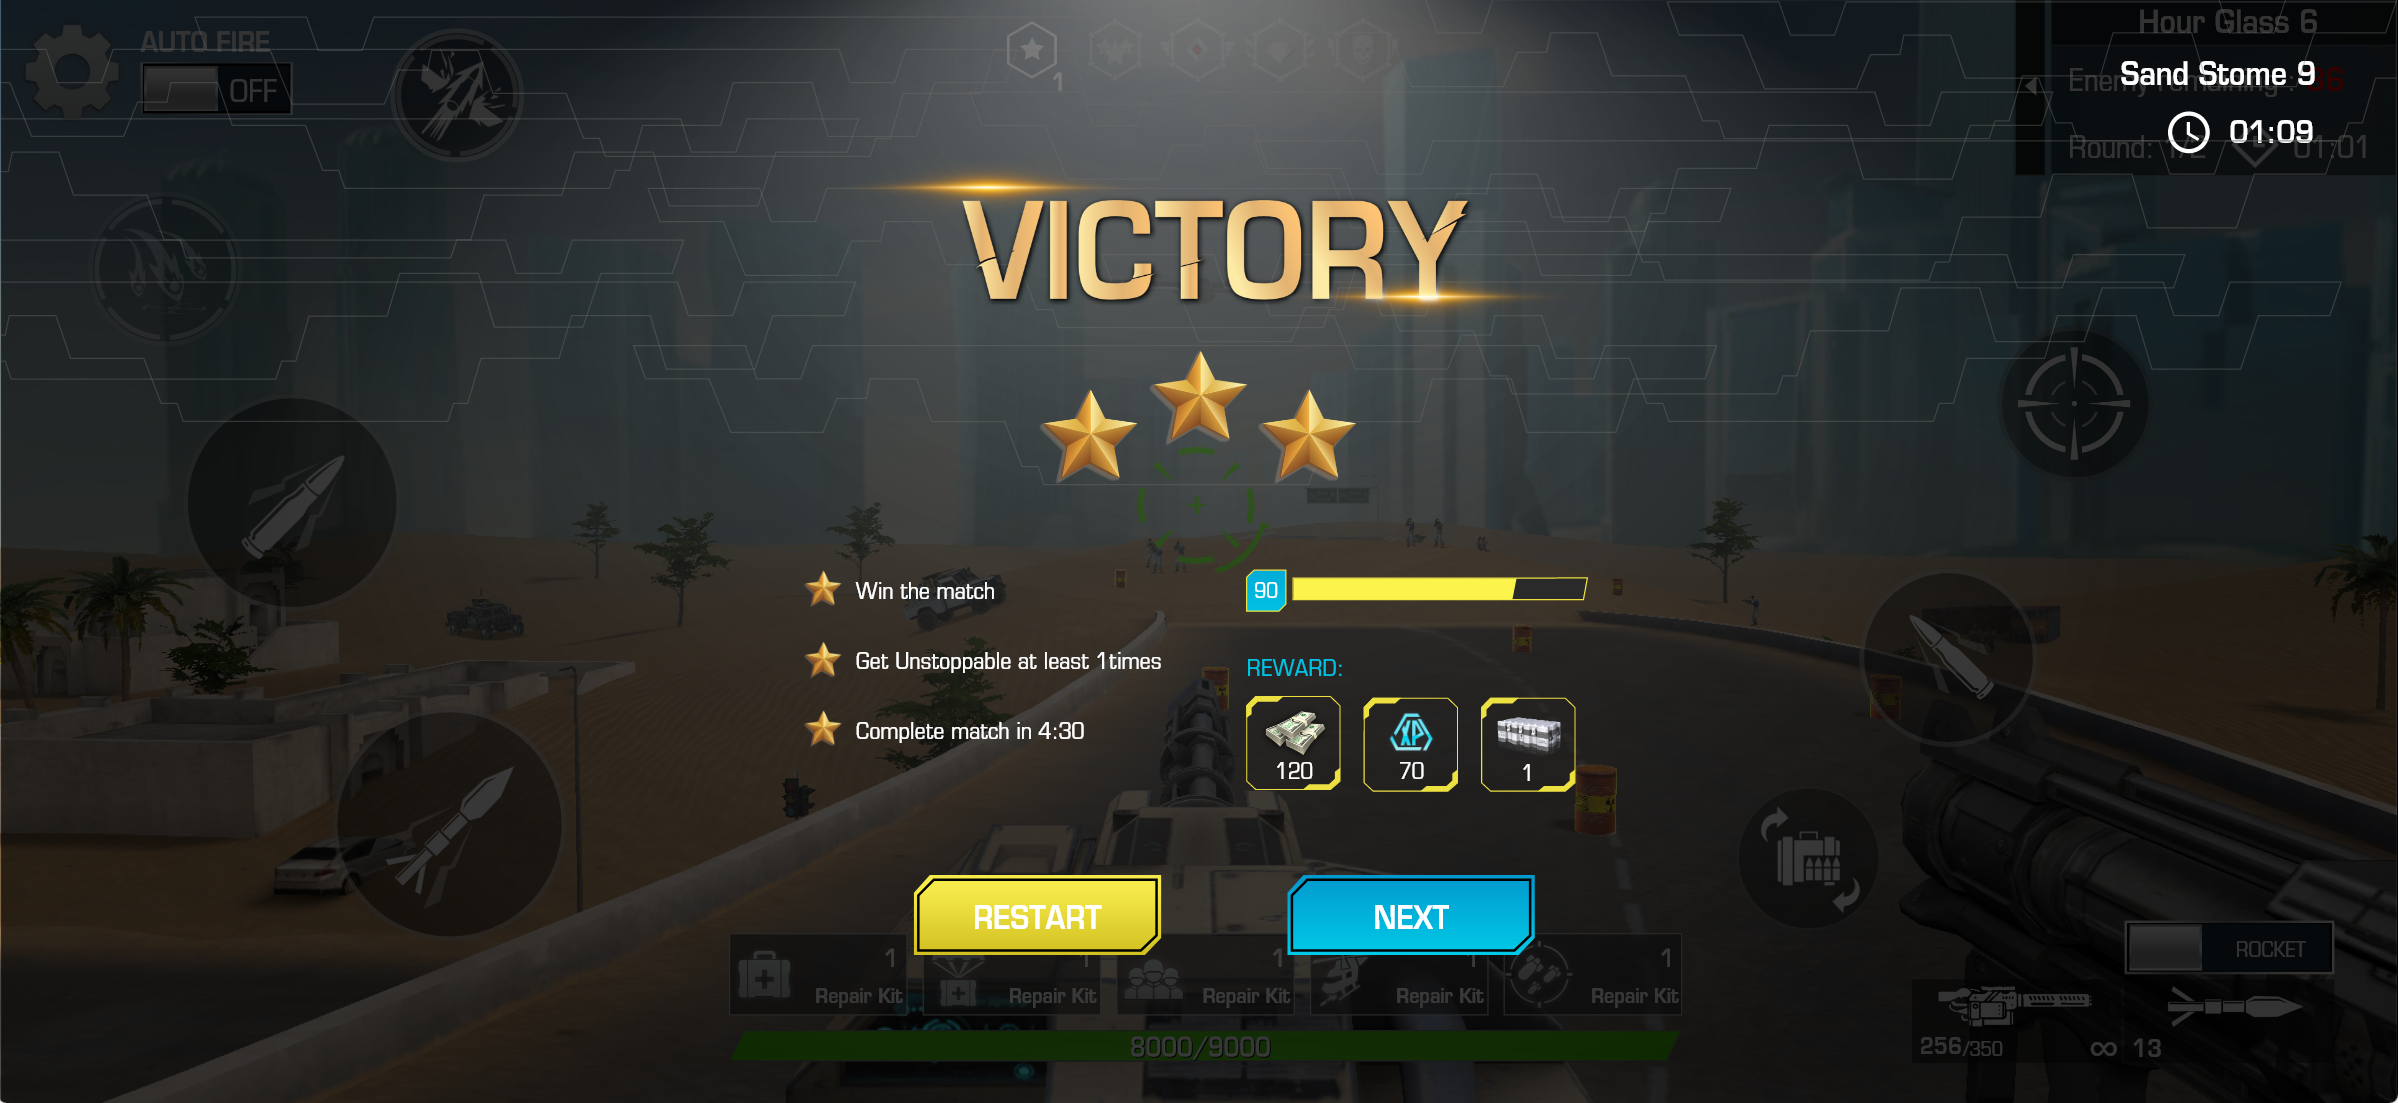 AUTO FIRE
OFF
1
Hour Glass 6
Sand Stome 9
Enemy remaining: 36
01:09
Round: 1/2 01:01
VICTORY
Win the match
90
Get Unstoppable at least 1times
REWARD:
Complete match in 4:30
XP
120
70
1
RESTART
NEXT
1
1
1
1
1
Repair Kit
Repair Kit
Repair Kit
Repair Kit
Repair Kit
ROCKET
8000/9000
256/350
∞ 13